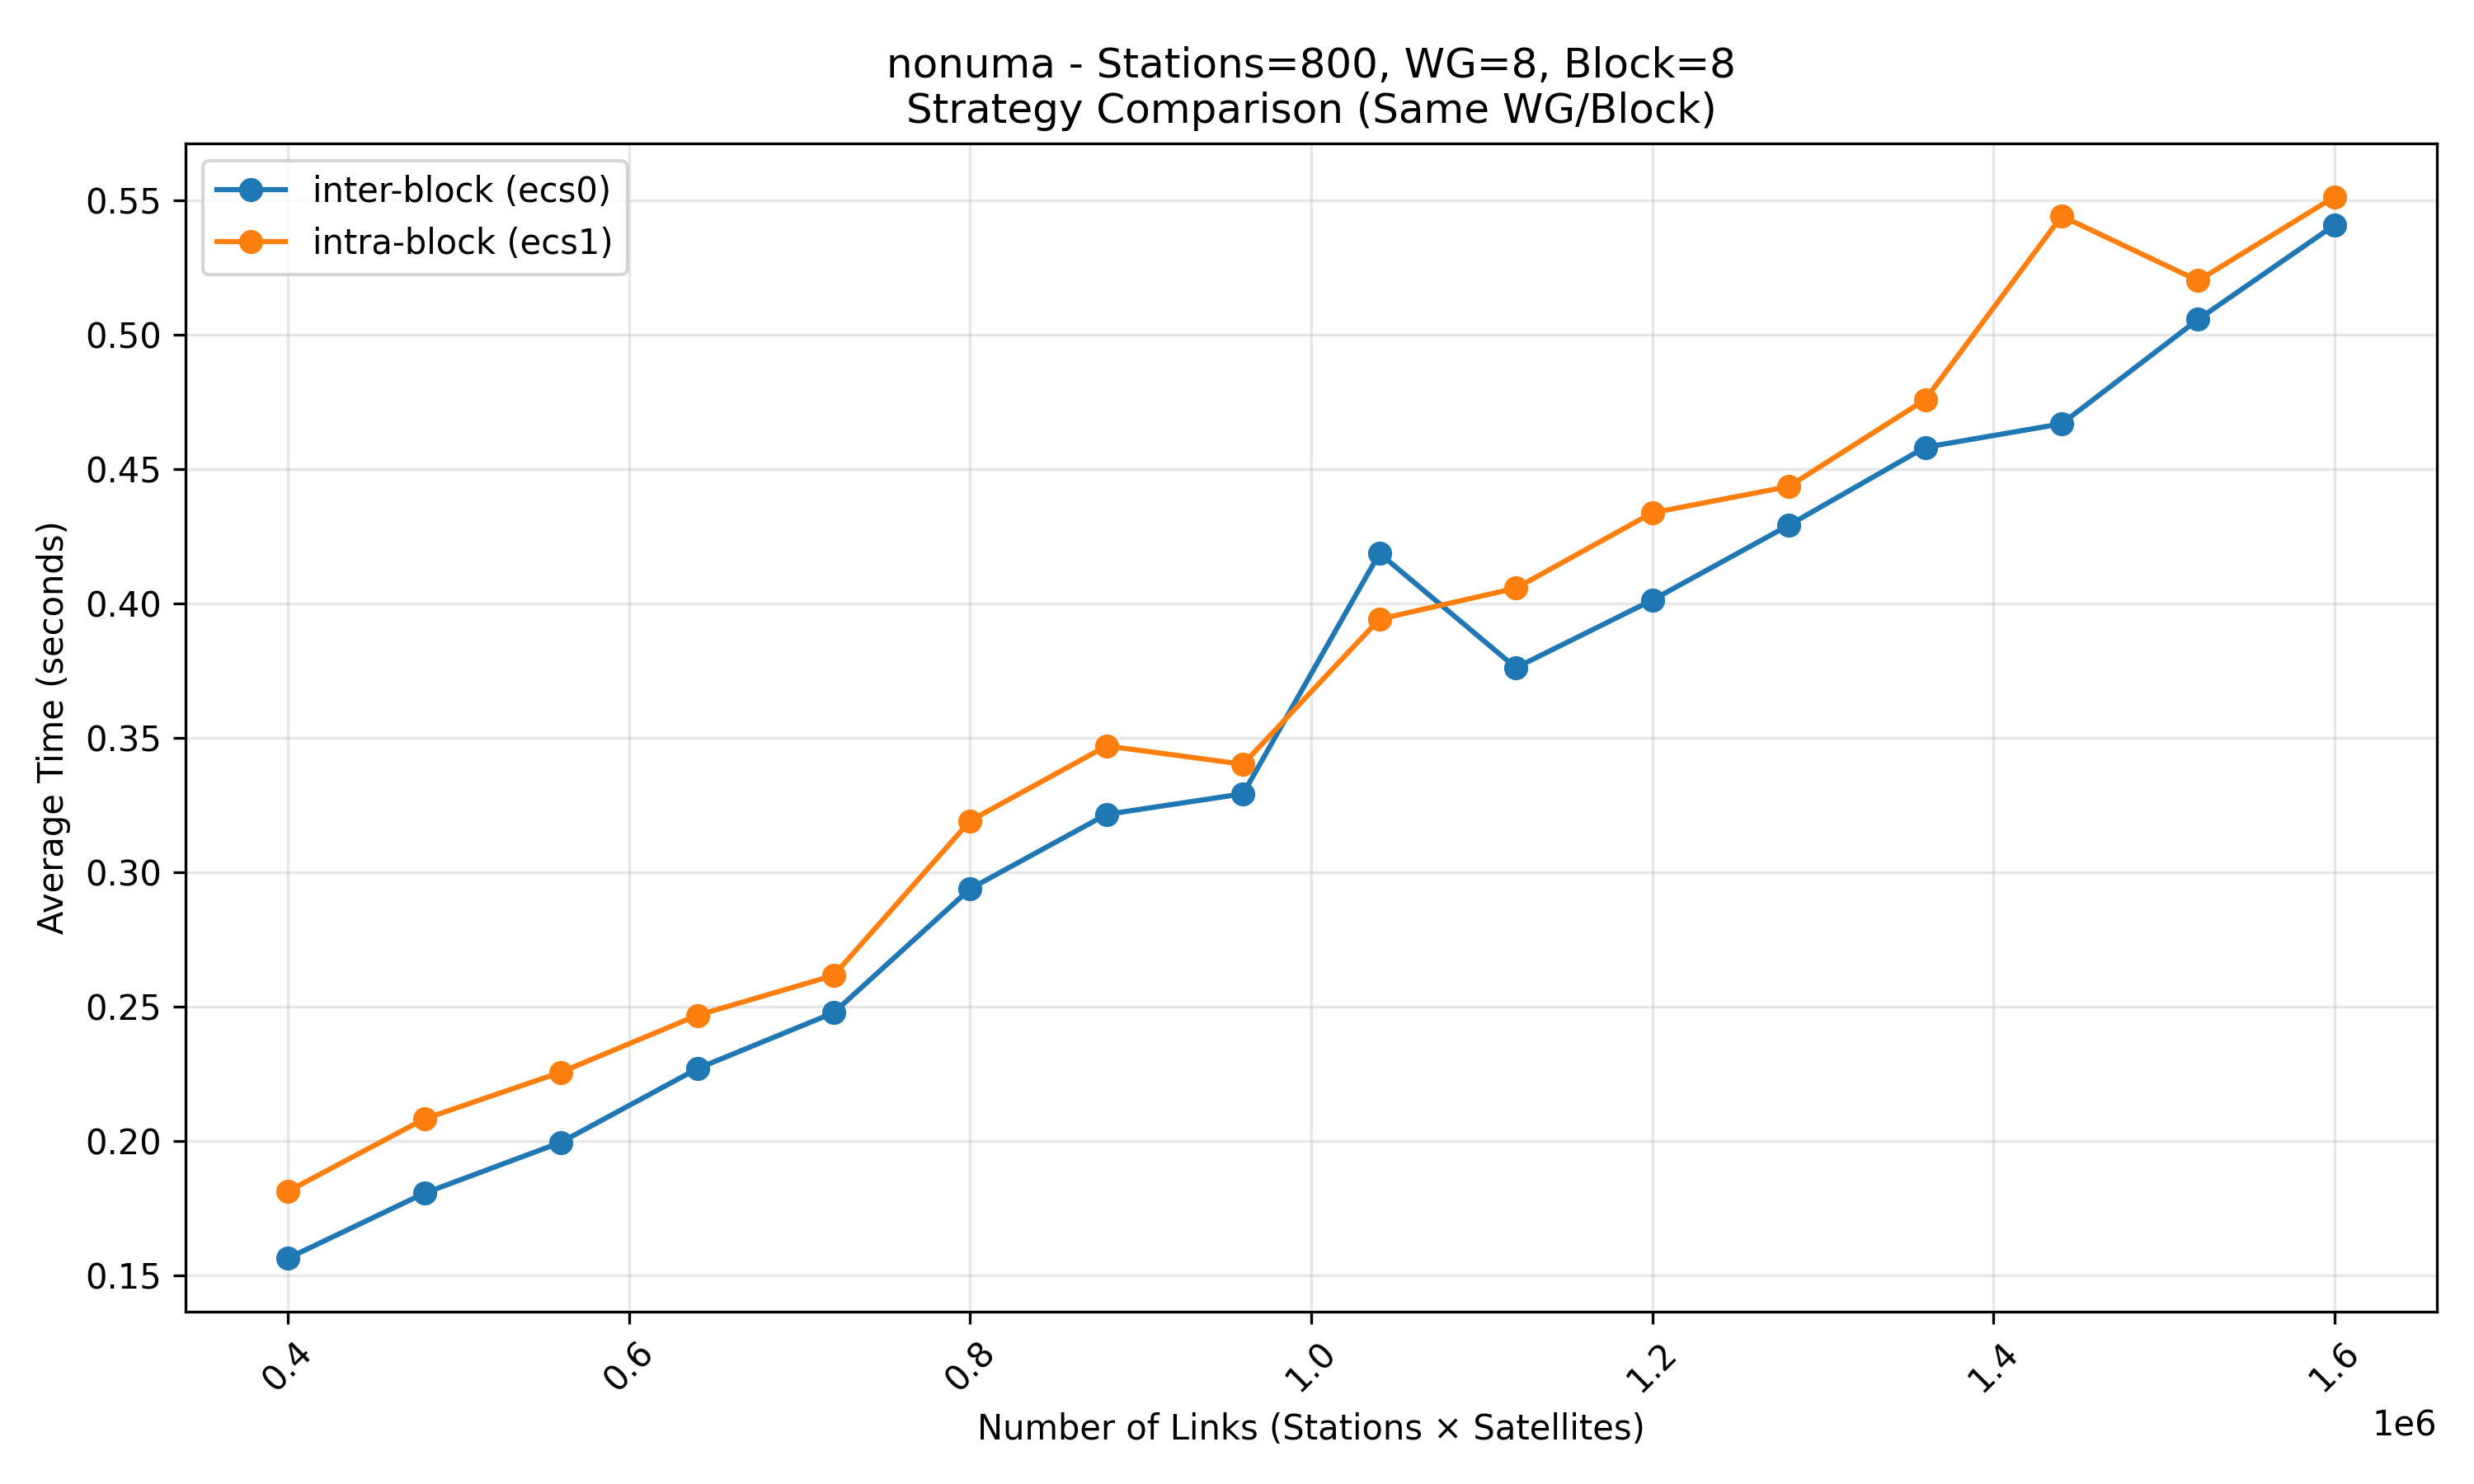 nonuma - Stations=800, WG=8, Block=8
Strategy Comparison (Same WG/Block)
inter-block (ecs0)
intra-block (ecs1)
Average Time (seconds)
0.55
0.50
0.45
0.40
0.35
0.30
0.25
0.20
0.15
0.4
0.6
0.8
1.0
1.2
1.4
1.6
1e6
Number of Links (Stations × Satellites)